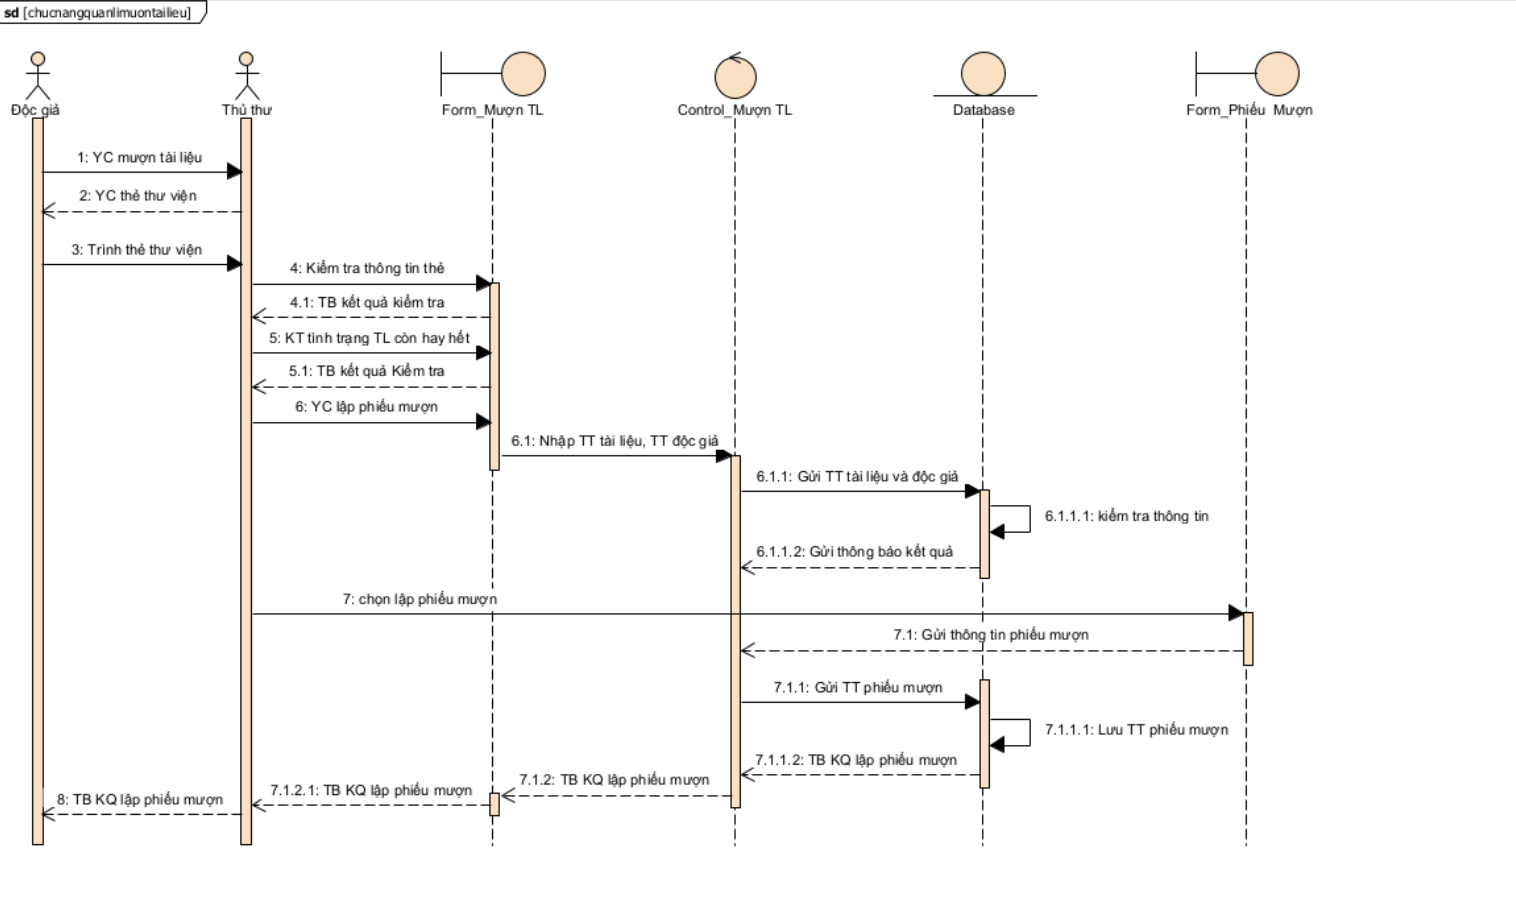 sd [chucnangquanlimuontailieu]
Độc giả
Thủ thư
Form_Mượn TL
Control_Mượn TL
Database
Form_Phiếu Mượn
1: YC mượn tài liệu
2: YC thẻ thư viện
3: Trình thẻ thư viện
4: Kiểm tra thông tin thẻ
4.1: TB kết quả kiểm tra
5: KT tình trạng TL còn hay hết
5.1: TB kết quả Kiểm tra
6: YC lập phiếu mượn
6.1: Nhập TT tài liệu, TT độc giả
6.1.1: Gửi TT tài liệu và độc giả
6.1.1.1: kiểm tra thông tin
6.1.1.2: Gửi thông báo kết quả
7: chọn lập phiếu mượn
7.1: Gửi thông tin phiếu mượn
7.1.1: Gửi TT phiếu mượn
7.1.1.1: Lưu TT phiếu mượn
7.1.1.2: TB KQ lập phiếu mượn
7.1.2: TB KQ lập phiếu mượn
7.1.2.1: TB KQ lập phiếu mượn
8: TB KQ lập phiếu mượn